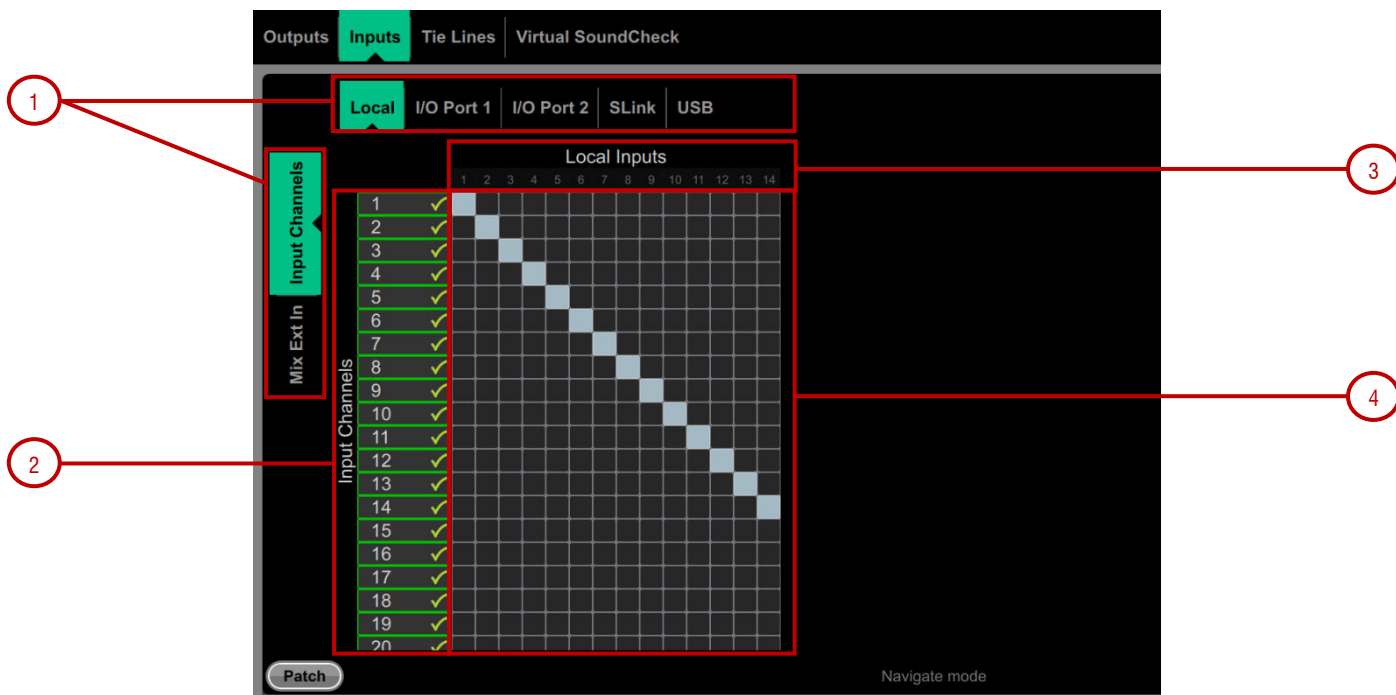 Outputs Inputs Tie Lines Virtual SoundCheck
1
Local I/O Port 1 I/O Port 2 SLink USB
Local Inputs
3
1 2 3 4 5 6 7 8 9 10 11 12 13 14
Input Channels
Mix Ext In
Input Channels
1
2
3
4
5
6
7
8
9
10
11
12
13
14
15
16
17
18
19
20
4
2
Patch
Navigate mode